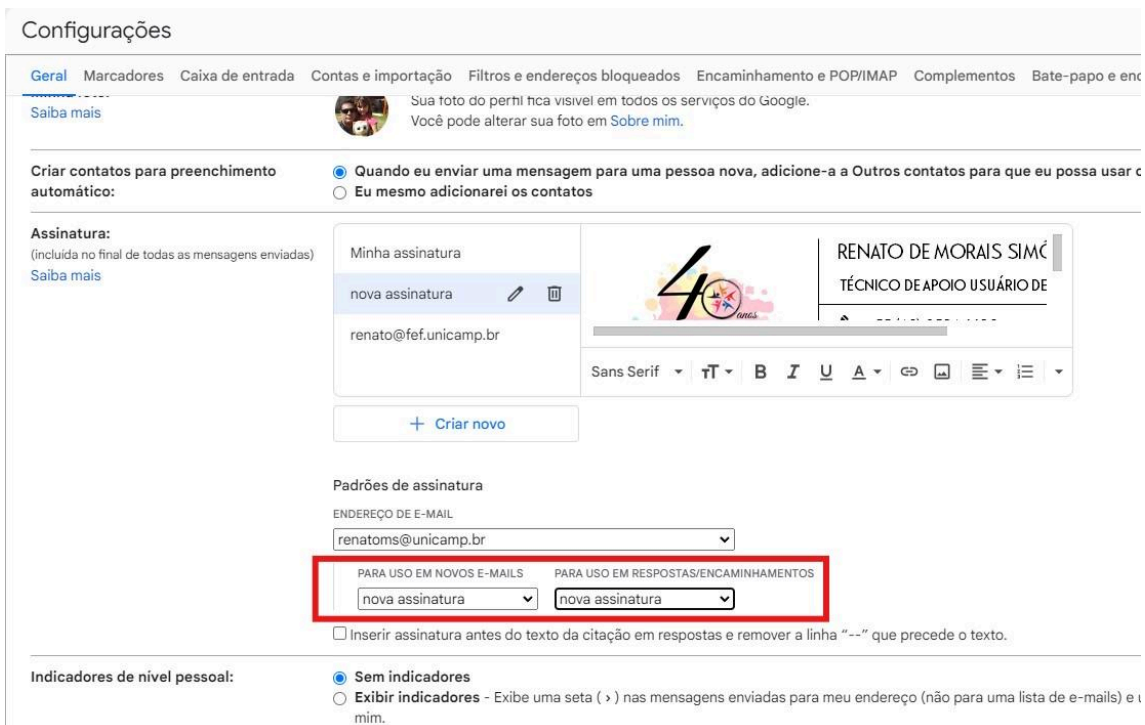 Configurações
Geral Marcadores Caixa de entrada Contas e importação Filtros e endereços bloqueados Encaminhamento e POP/IMAP Complementos Bate-papo e
Sua foto do perfil fica visível em todos os serviços do Google.
Saiba mais
Você pode alterar sua foto em Sobre mim.
Criar contatos para preenchimento automático:
Quando eu enviar uma mensagem para uma pessoa nova, adicione-a a Outros contatos para que eu possa usar
Eu mesmo adicionarei os contatos
Assinatura:
(incluída no final de todas as mensagens enviadas)
Saiba mais
Minha assinatura
nova assinatura
renato@fef.unicamp.br
40
anos
RENATO DE MORAIS
TÉCNICO DE APOIO USUÁRIO DE
Sans Serif
B I U A
+ Criar novo
Padrões de assinatura
ENDEREÇO DE E-MAIL
renatoms@unicamp.br
PARA USO EM NOVOS E-MAILS PARA USO EM RESPOSTAS/ENCAMINHAMENTOS
nova assinatura nova assinatura
Inserir assinatura antes do texto da citação em respostas e remover a linha "--" que precede o texto.
Indicadores de nível pessoal:
Sem indicadores
Exibir indicadores - Exibe uma seta ( › ) nas mensagens enviadas para meu endereço (não para uma lista de e-mails) e
mim.